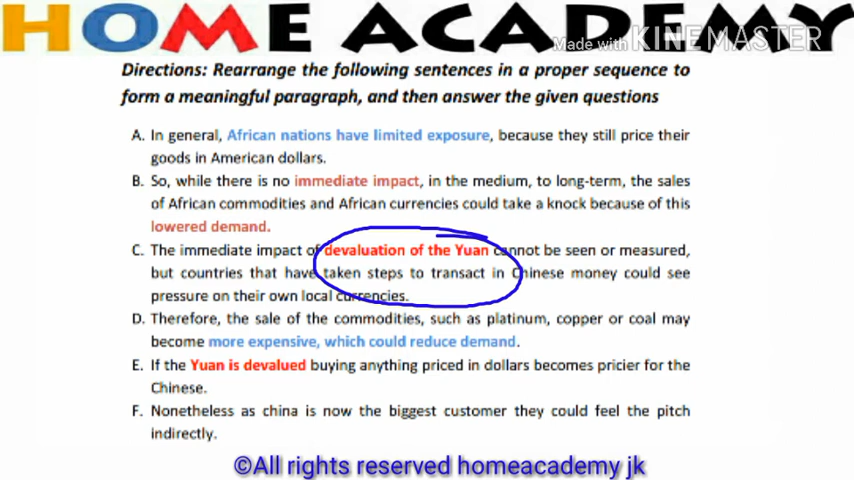 HOME ACADEMY
Made with KINEMASTER
Directions: Rearrange the following sentences in a proper sequence to
form a meaningful paragraph, and then answer the given questions
A. In general, African nations have limited exposure, because they still price their
goods in American dollars.
B. So, while there is no immediate impact, in the medium, to long-term, the sales
of African commodities and African currencies could take a knock because of this
lowered demand.
C. The immediate impact of devaluation of the Yuan cannot be seen or measured,
but countries that have taken steps to transact in Chinese money could see
pressure on their own local currencies.
D. Therefore, the sale of the commodities, such as platinum, copper or coal may
become more expensive, which could reduce demand.
E. If the Yuan is devalued buying anything priced in dollars becomes pricier for the
Chinese.
F. Nonetheless as china is now the biggest customer they could feel the pitch
indirectly.
©All rights reserved homeacademy jk